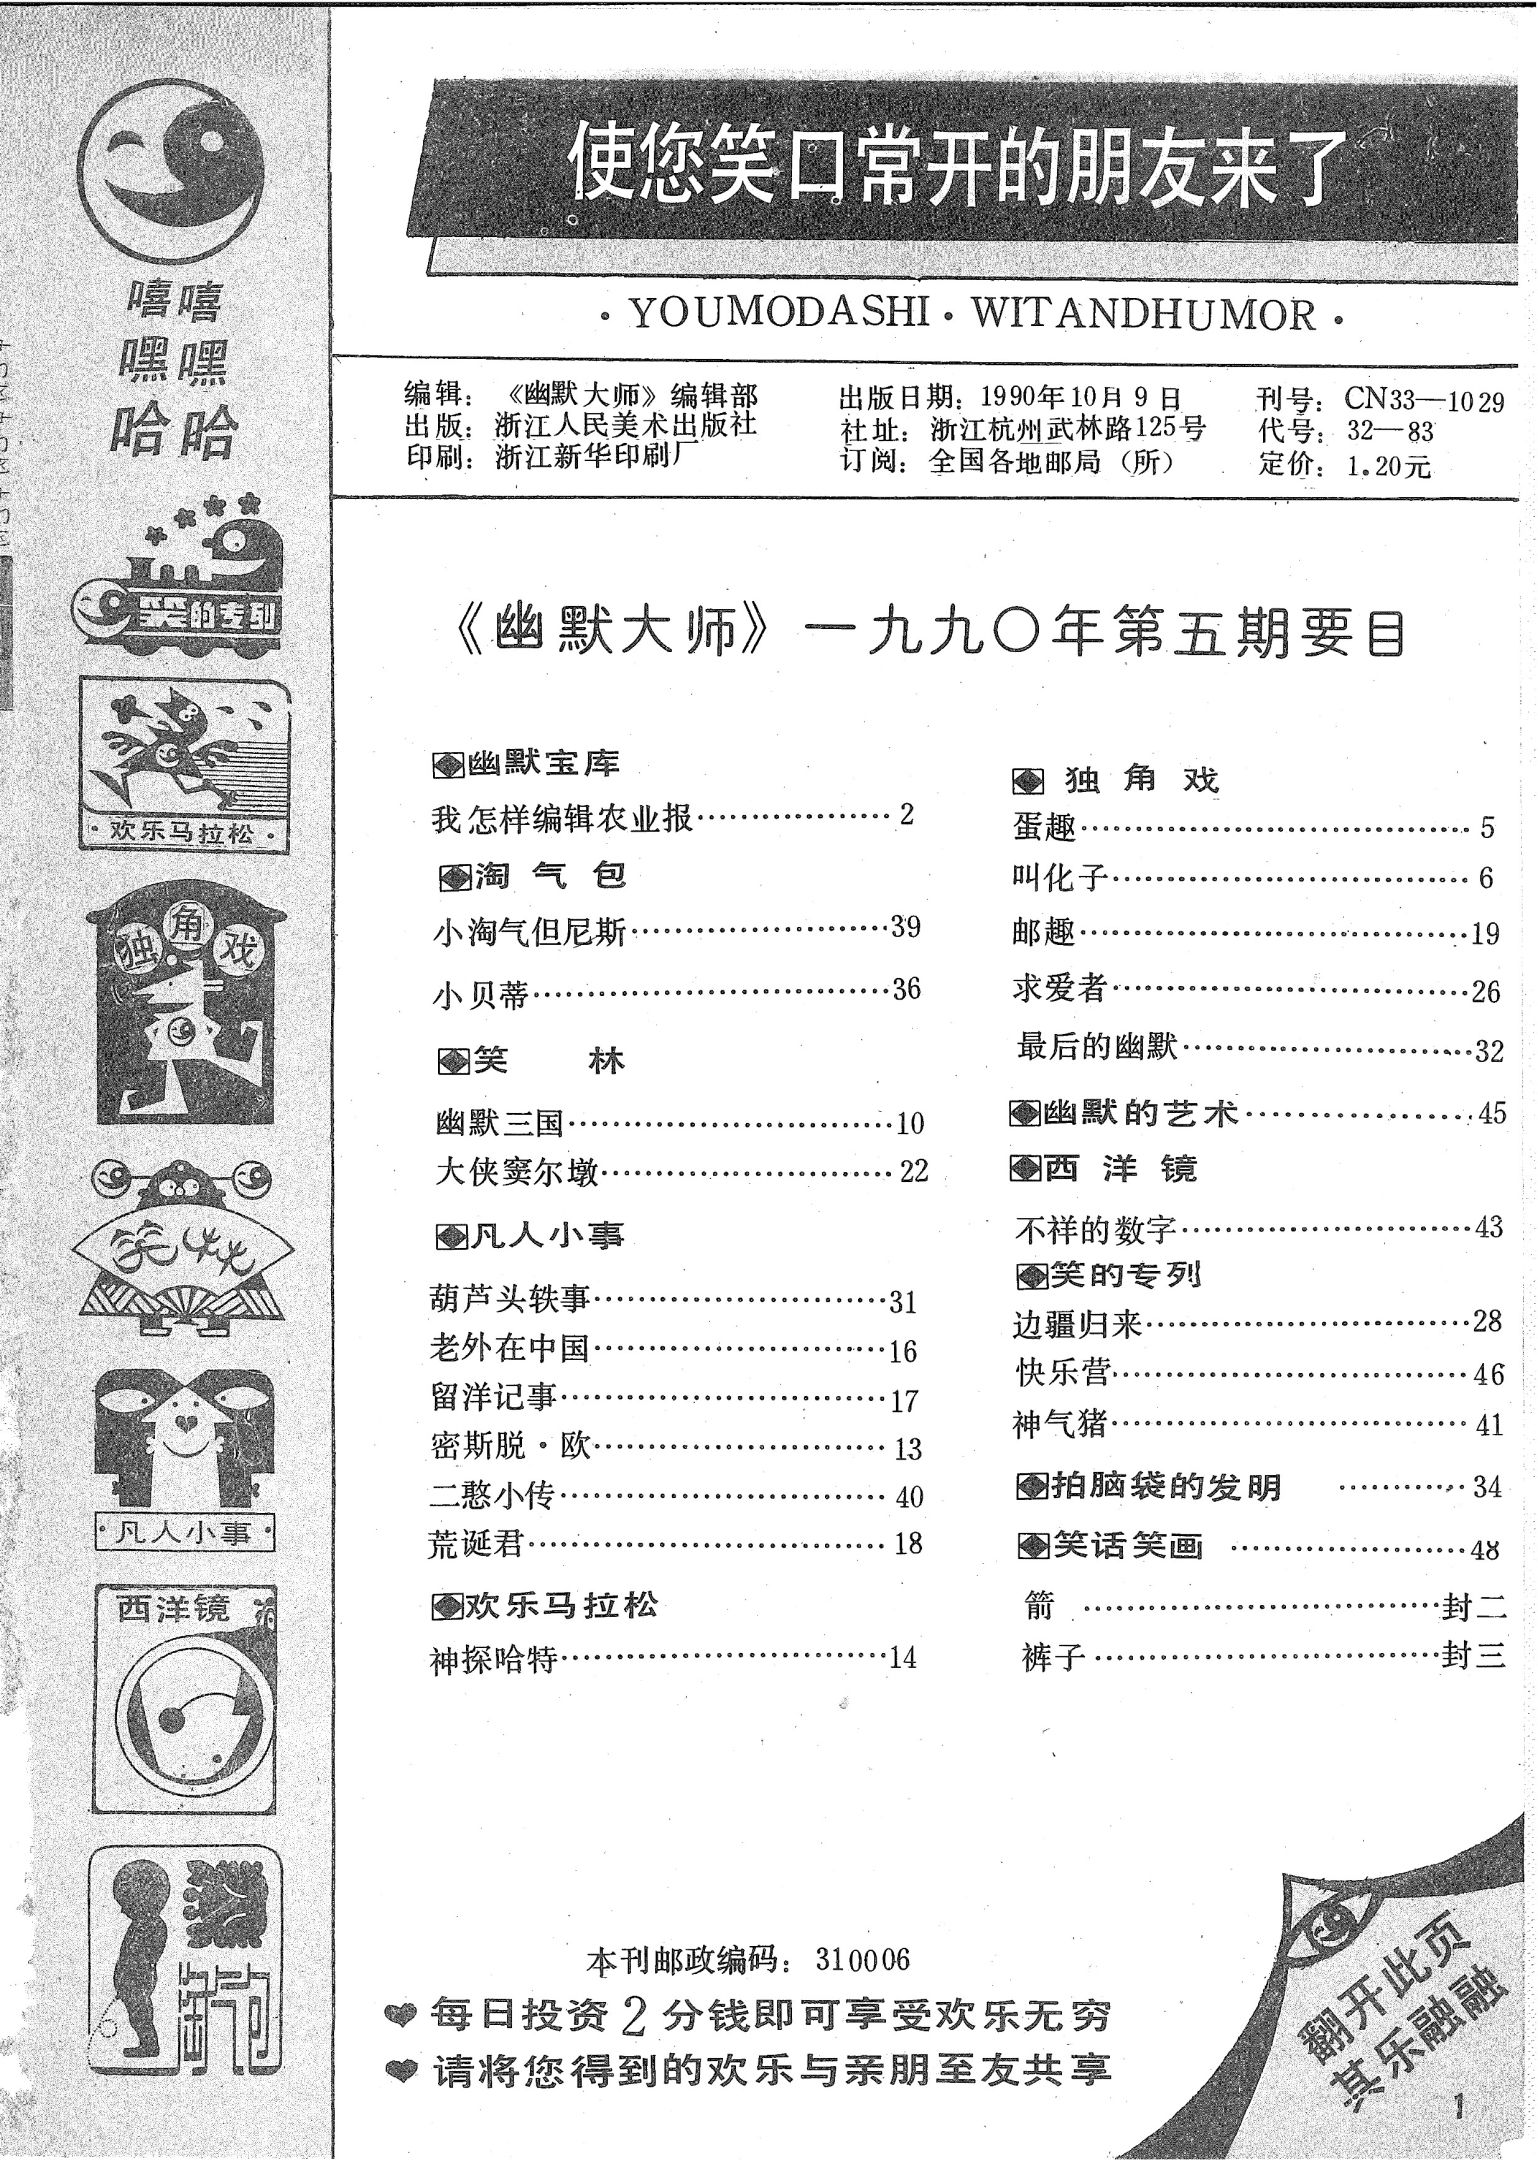 使您笑口常开的朋友来了
·YOUMODASHI·WITANDHUMOR·
编辑：《幽默大师》编辑部
出版：浙江人民美术出版社
印刷：浙江新华印刷厂
出版日期：1990年10月9日
社址：浙江杭州武林路125号
订阅：全国各地邮局（所）
刊号：CN33—1029
代号：32—83
定价：1.20元
《幽默大师》一九九〇年第五期要目
幽默宝库
我怎样编辑农业报………………2
淘气包
小淘气但尼斯………………39
小贝蒂………………36
笑林
幽默三国………………10
大侠窦尔墩………………22
凡人小事
葫芦头轶事………………31
老外在中国………………16
留洋记事………………17
密斯脱·欧………………13
二憨小传………………40
荒诞君………………18
欢乐马拉松
神探哈特………………14
独角戏
蛋趣………………5
叫化子………………6
邮趣………………19
求爱者………………26
最后的幽默………………32
幽默的艺术………………45
西洋镜
不祥的数字………………43
笑的专列
边疆归来………………28
快乐营………………46
神气猪………………41
拍脑袋的发明………………34
笑话笑画………………48
箭………………封二
裤子………………封三
本刊邮政编码：310006
每日投资2分钱即可享受欢乐无穷
请将您得到的欢乐与亲朋至友共享
翻开此页
其乐融融
1
嘻嘻
嘿嘿
哈哈
笑的专列
·欢乐马拉松·
独角戏
笑林
·凡人小事·
西洋镜